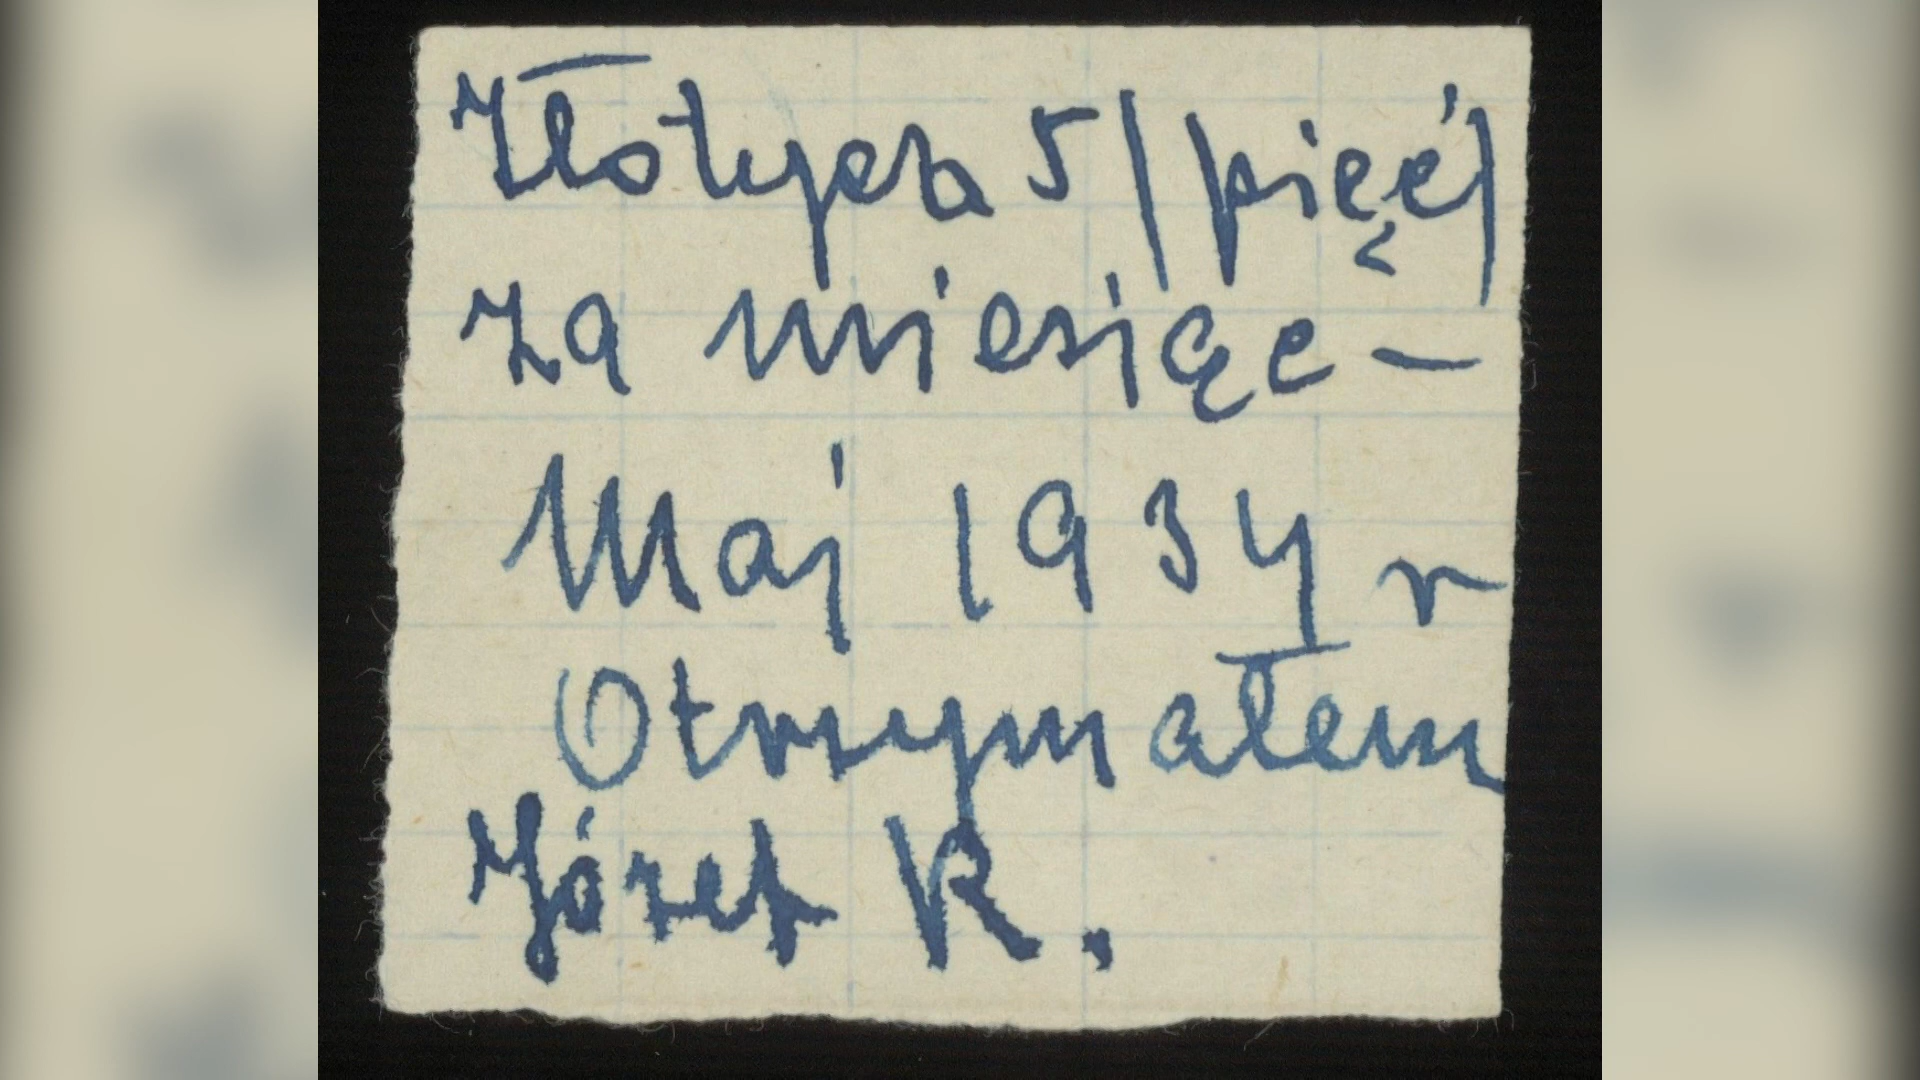 Złotych 5 /pięć/
za miesiąc –
Maj 1934 r
Otrzymałem
Józef K.